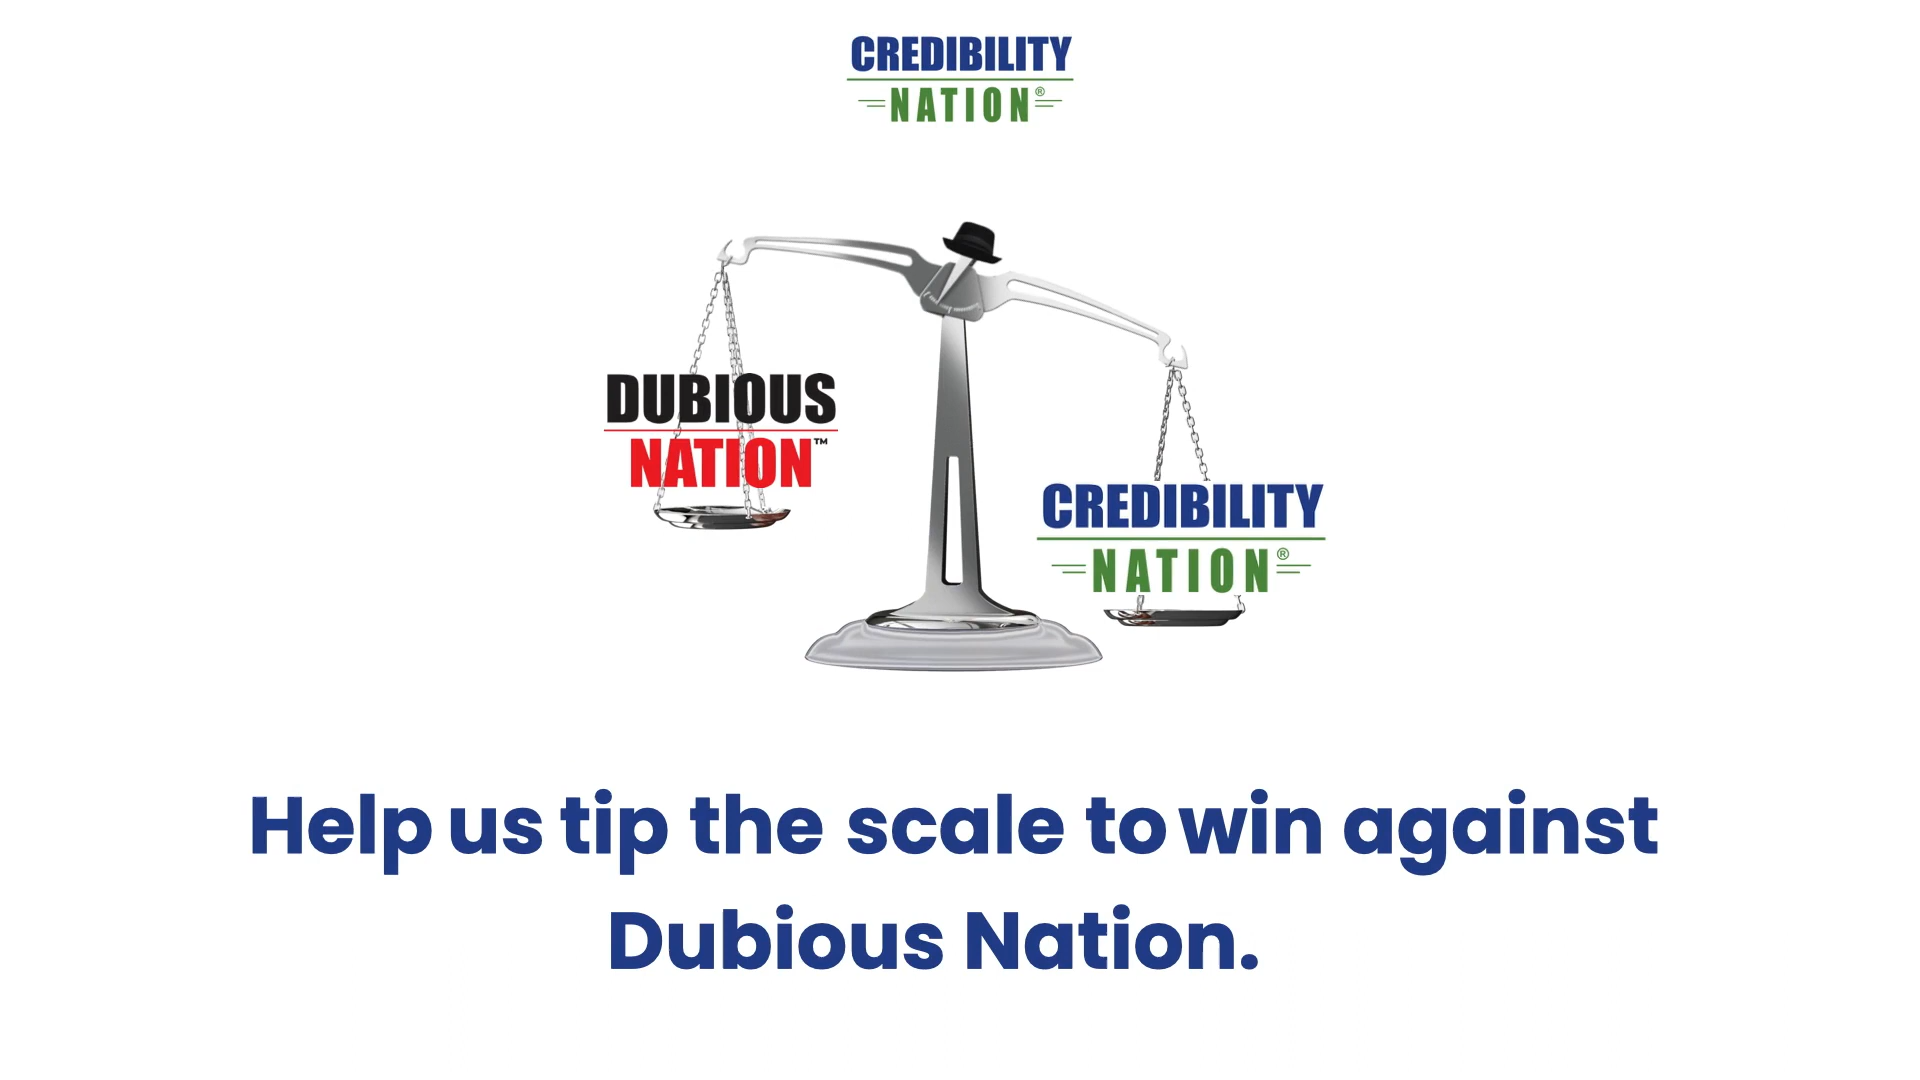 CREDIBILITY
NATION®
DUBIOUS
NATION™
CREDIBILITY
NATION®
Help us tip the scale to win against
Dubious Nation.